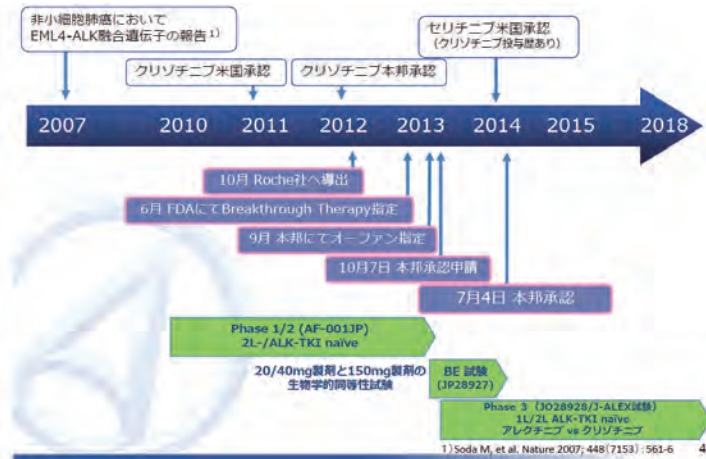 非小細胞肺癌において
EML4-ALK融合遺伝子の報告1)
セリチニブ米国承認
(クリゾチニブ投与歴あり)
クリゾチニブ米国承認
クリゾチニブ本邦承認
2007 2010 2011 2012 2013 2014 2015 2018
10月 Roche社へ導出
6月 FDAにてBreakthrough Therapy指定
9月 本邦にてオーファン指定
10月7日 本邦承認申請
7月4日 本邦承認
Phase 1/2 (AF-001JP)
2L-/ALK-TKI naïve
20/40mg製剤と150mg製剤の
生物学的同等性試験
BE 試験
(JP28927)
Phase 3（JO28928/J-ALEX試験）
1L/2L ALK-TKI naïve
アレクチニブ vs クリゾチニブ
1) Soda M, et al. Nature 2007; 448(7153) : 561-6
4